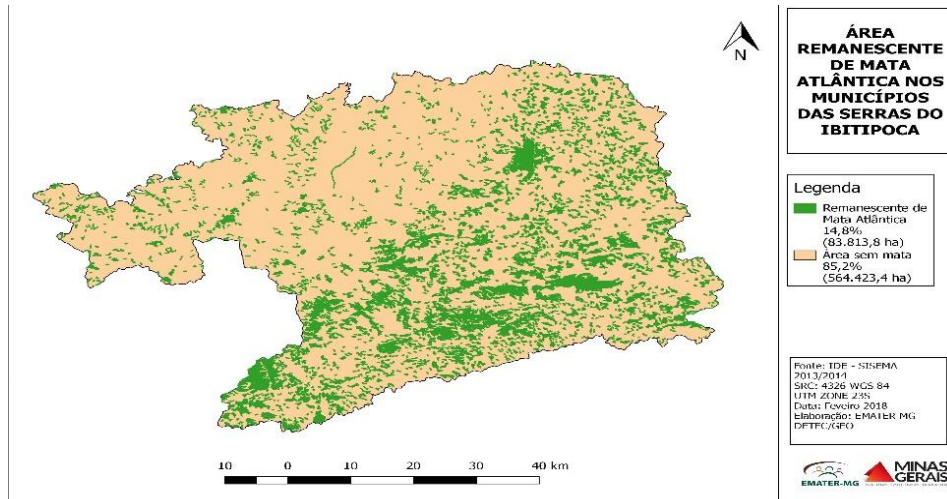 N
ÁREA
REMANESCENTE
DE MATA
ATLÂNTICA NOS
MUNICÍPIOS
DAS SERRAS DO
IBITIPOCA
Legenda
Remanescente de
Mata Atlântica
14,8%
(83.813,8 ha)
Área sem mata
85,2%
(564.423,4 ha)
Fonte: IDE - SISEMA
2013/2014
SRC: 4326 WGS 84
UTM ZONE 23S
Data: Feveiro 2018
Elaboração: EMATER MG
DETEC/GEO
10 0 10 20 30 40 km
EMATER-MG
MINAS
GERAIS